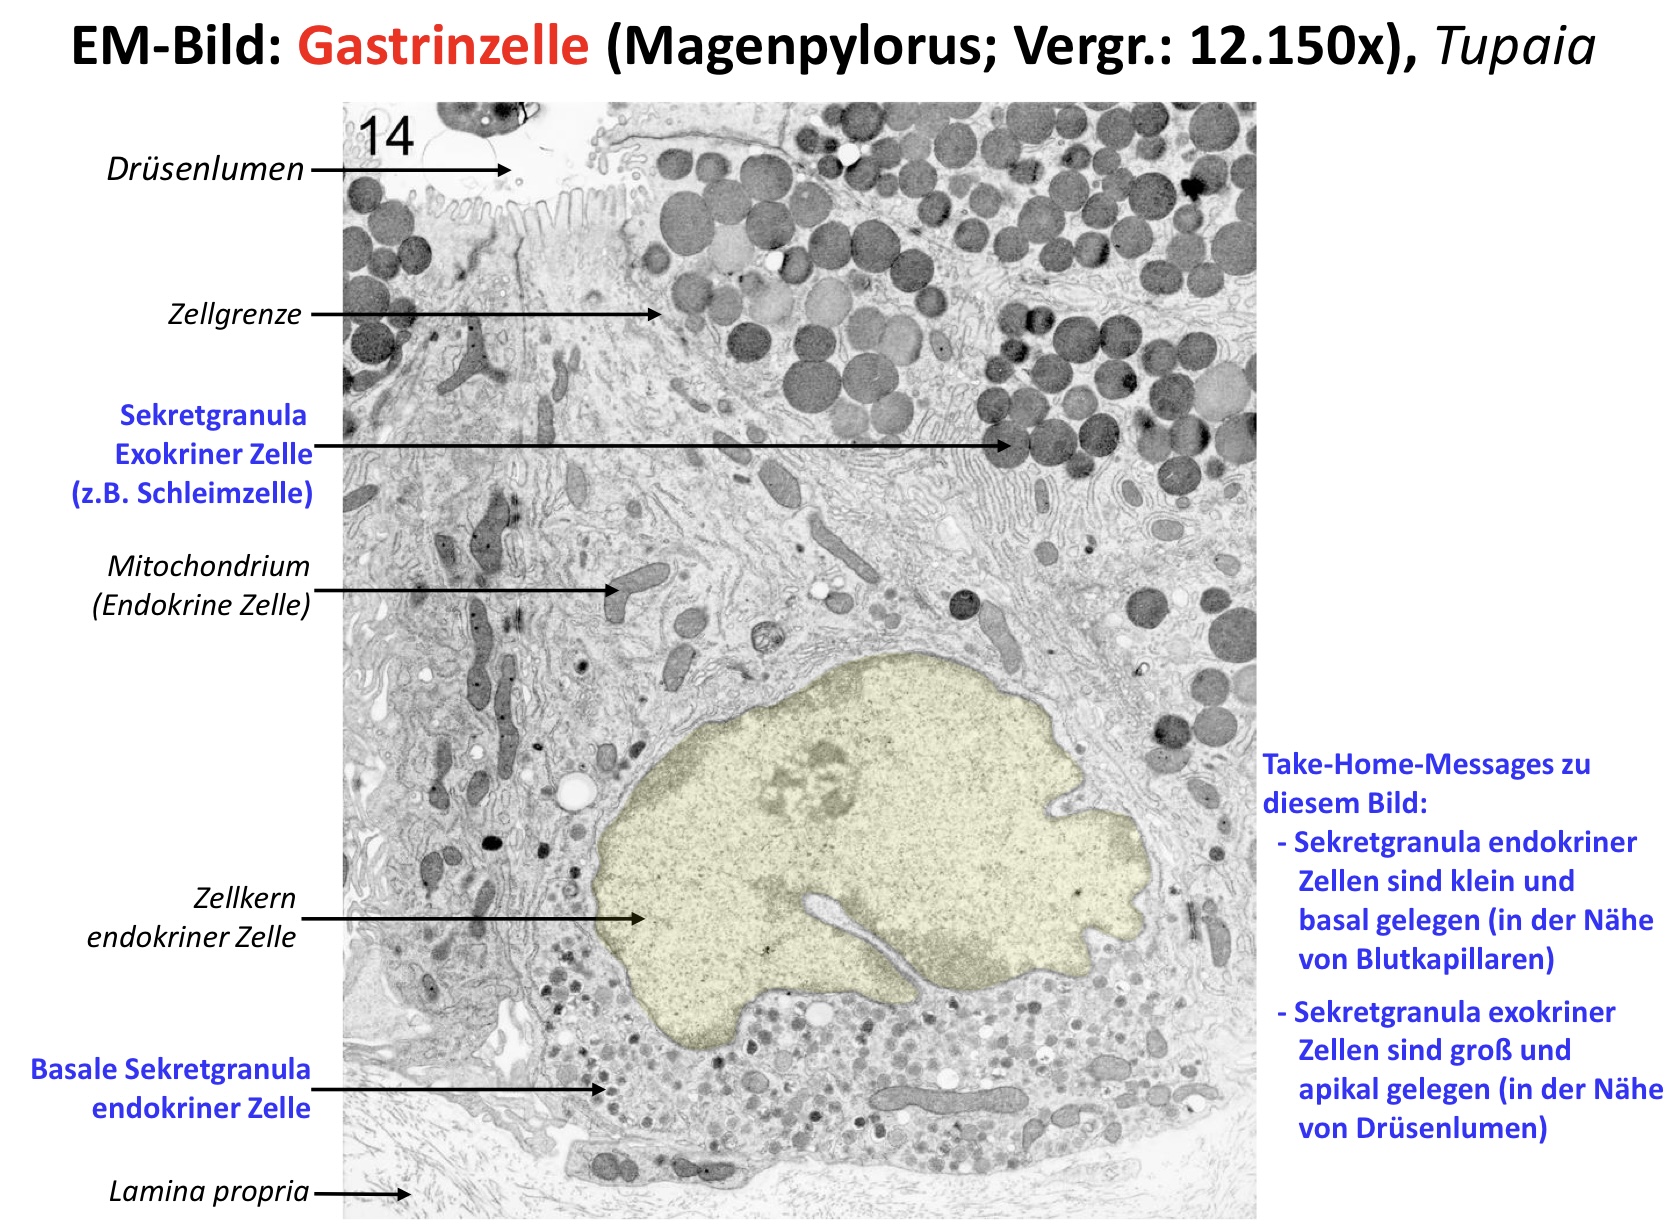 EM-Bild: Gastrinzelle (Magenpylorus; Vergr.: 12.150x), Tupaia
14
Drüsenlumen
Zellgrenze
Sekretgranula
Exokriner Zelle
(z.B. Schleimzelle)
Mitochondrium
(Endokrine Zelle)
Zellkern
endokriner Zelle
Basale Sekretgranula
endokriner Zelle
Lamina propria
Take-Home-Messages zu
diesem Bild:
- Sekretgranula endokriner
Zellen sind klein und
basal gelegen (in der Nähe
von Blutkapillaren)
- Sekretgranula exokriner
Zellen sind groß und
apikal gelegen (in der Nähe
von Drüsenlumen)